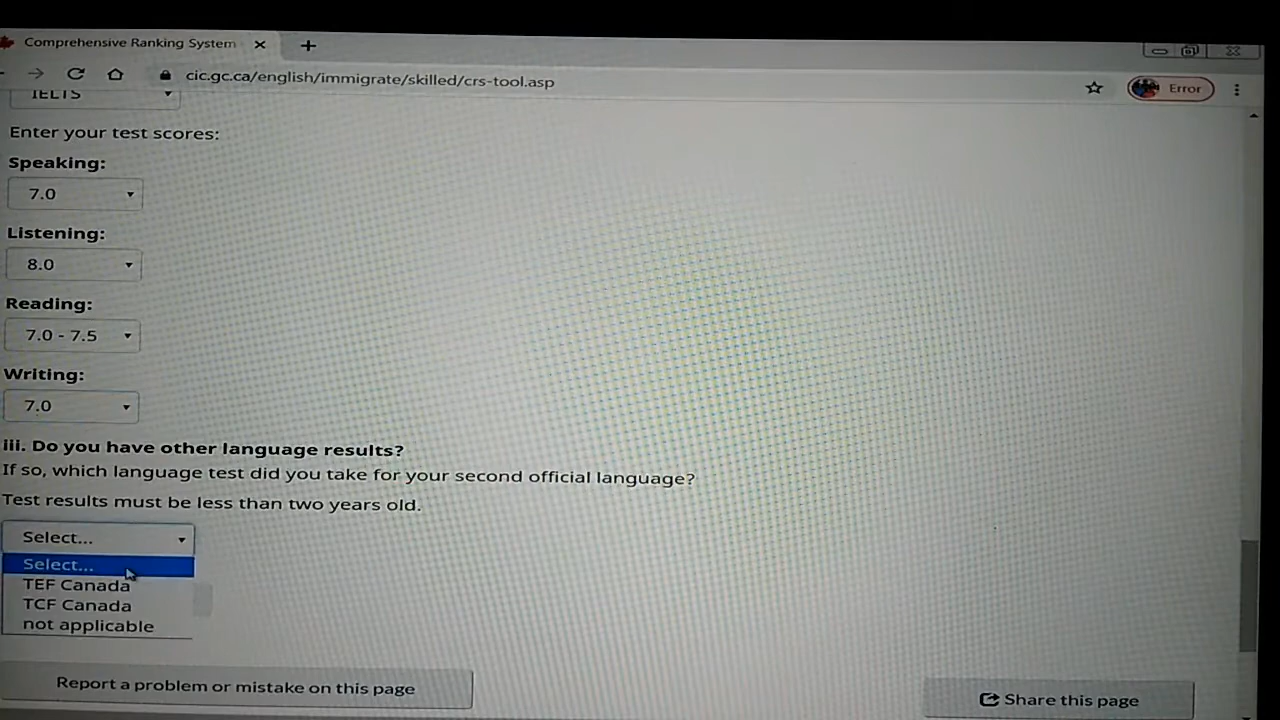 Comprehensive Ranking System
cic.gc.ca/english/immigrate/skilled/crs-tool.asp
Error
IELTS
Enter your test scores:
Speaking:
7.0
Listening:
8.0
Reading:
7.0 - 7.5
Writing:
7.0
iii. Do you have other language results?
If so, which language test did you take for your second official language?
Test results must be less than two years old.
Select...
Select...
TEF Canada
TCF Canada
not applicable
Report a problem or mistake on this page
Share this page